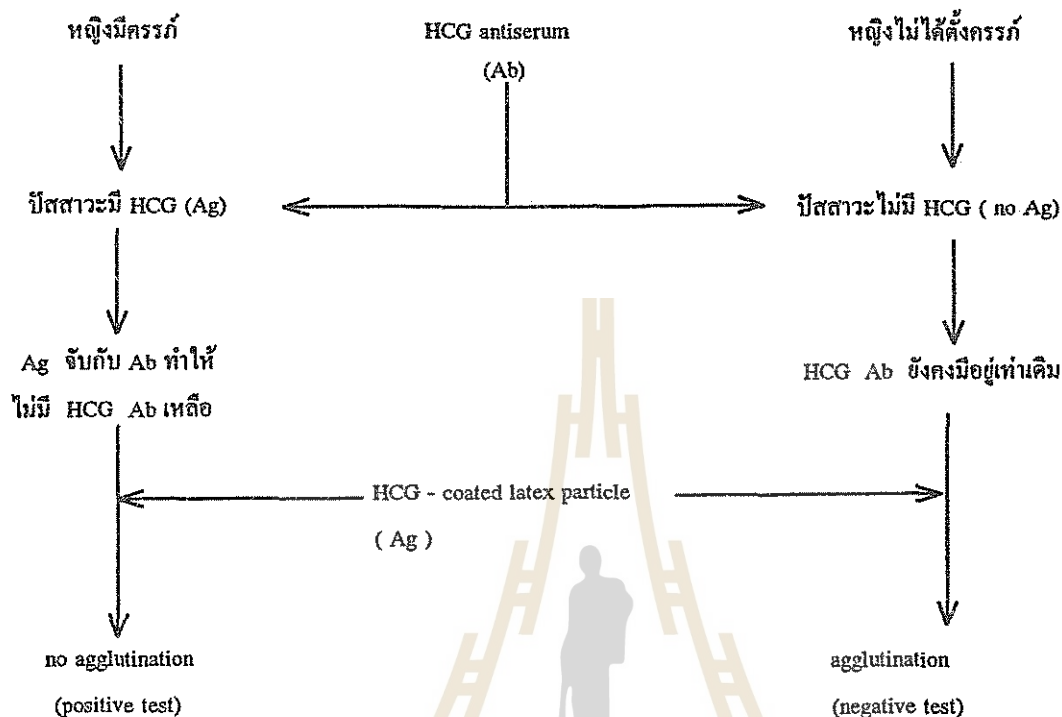 หญิงมีครรภ์
HCG antiserum
(Ab)
หญิงไม่ได้ตั้งครรภ์
ปัสสาวะมี HCG (Ag)
ปัสสาวะไม่มี HCG ( no Ag)
Ag จับกับ Ab ทำให้
ไม่มี HCG Ab เหลือ
HCG Ab ยังคงมีอยู่เท่าเดิม
HCG - coated latex particle
( Ag )
no agglutination
(positive test)
agglutination
(negative test)